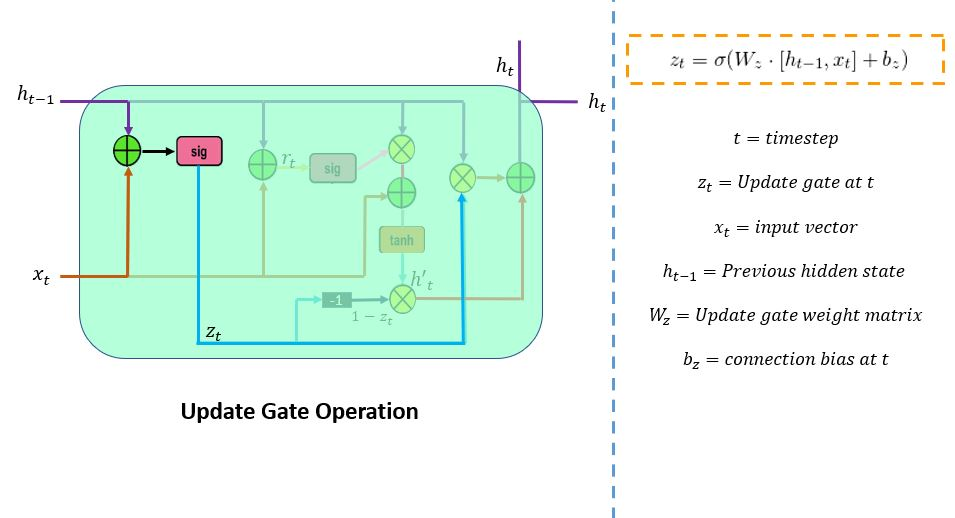 h_t
h_{t-1}
h_t
sig
r_t
sig
tanh
x_t
h'_t
-1
1 − z_t
z_t
Update Gate Operation
z_t = σ(W_z · [h_{t-1}, x_t] + b_z)
t = timestep
z_t = Update gate at t
x_t = input vector
h_{t-1} = Previous hidden state
W_z = Update gate weight matrix
b_z = connection bias at t